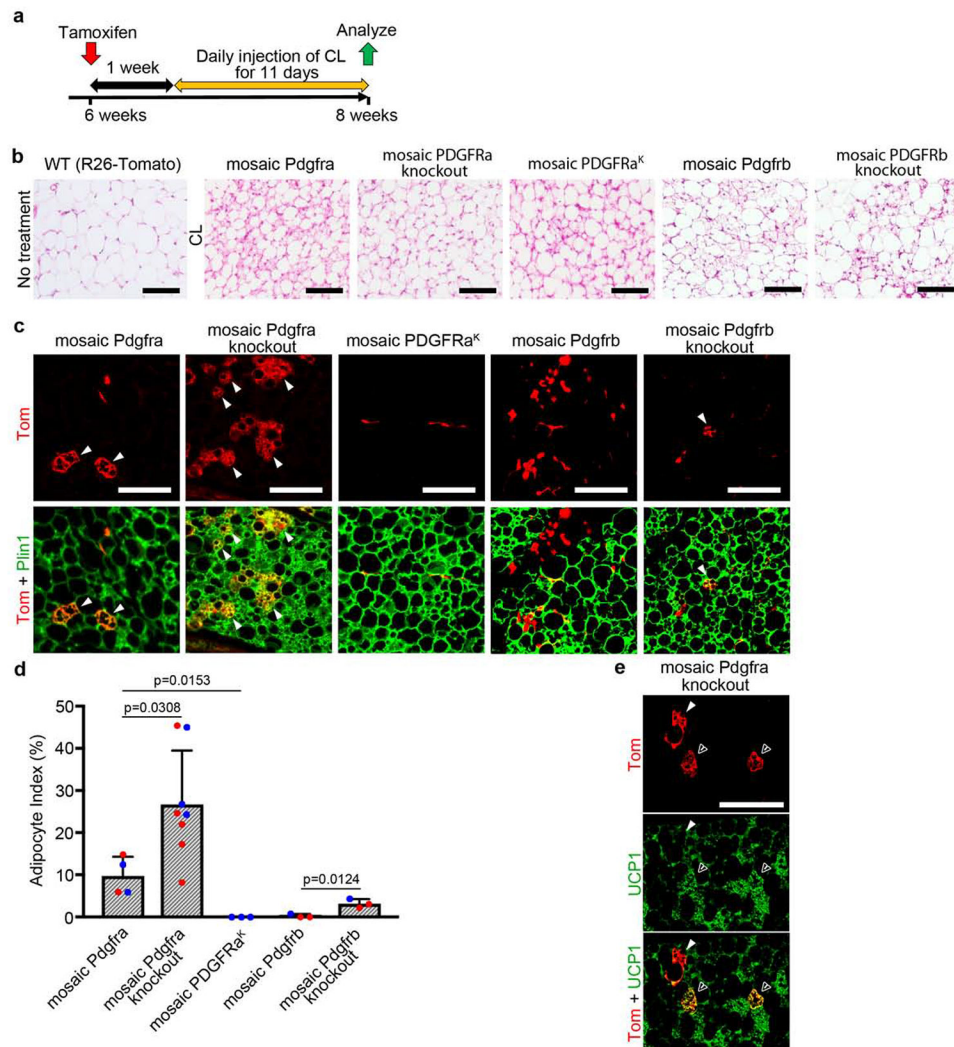 a
Tamoxifen
Analyze
1 week
Daily injection of CL
for 11 days
6 weeks
8 weeks
b
WT (R26-Tomato)
mosaic Pdgfra
mosaic PDGFRa
knockout
mosaic PDGFRaᴷ
mosaic Pdgfrb
mosaic PDGFRb
knockout
No treatment
CL
c
mosaic Pdgfra
mosaic Pdgfra
knockout
mosaic PDGFRaᴷ
mosaic Pdgfrb
mosaic Pdgfrb
knockout
Tom
Tom + Plin1
d
p=0.0153
p=0.0308
p=0.0124
Adipocyte Index (%)
50
40
30
20
10
0
mosaic Pdgfra
mosaic Pdgfra
knockout
mosaic PDGFRaᴷ
mosaic Pdgfrb
mosaic Pdgfrb
knockout
e
mosaic Pdgfra
knockout
Tom
UCP1
Tom + UCP1